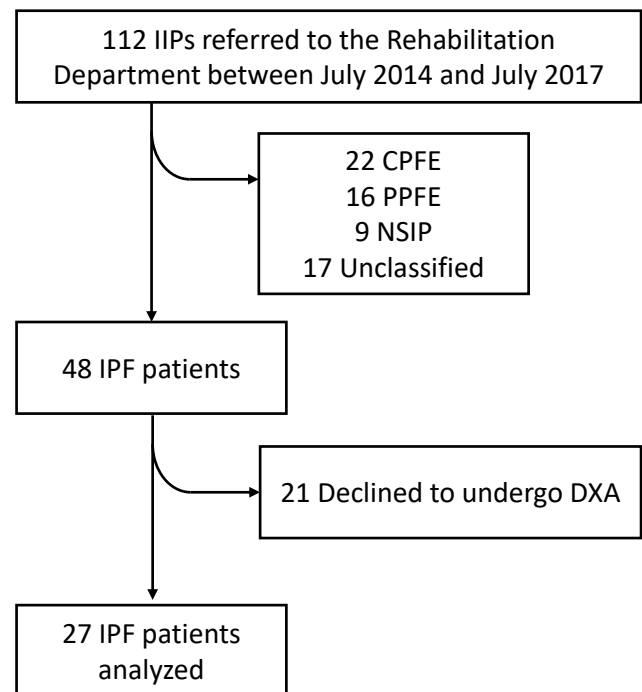 112 IIPs referred to the Rehabilitation
Department between July 2014 and July 2017
22 CPFE
16 PPFE
9 NSIP
17 Unclassified
48 IPF patients
21 Declined to undergo DXA
27 IPF patients
analyzed